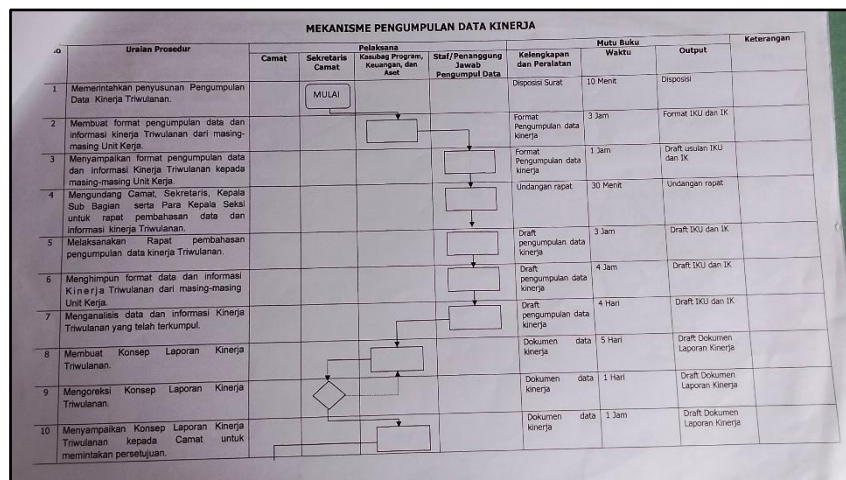 MEKANISME PENGUMPULAN DATA KINERJA
Uraian Prosedur
Pelaksana
Mutu Buku
Keterangan
Camat
Sekretaris
Camat
Kasubag Program,
Keuangan, dan
Aset
Staf/Penanggung
Jawab
Pengumpul Data
Kelengkapan
dan Peralatan
Waktu
Output
1
Memerintahkan penyusunan Pengumpulan
Data Kinerja Triwulanan.
MULAI
Disposisi Surat
10 Menit
Disposisi
2
Membuat format pengumpulan data dan
informasi kinerja Triwulanan dari masing-
masing Unit Kerja.
Format
Pengumpulan data
kinerja
3 Jam
Format IKU dan IK
3
Menyampaikan format pengumpulan data
dan informasi Kinerja Triwulanan kepada
masing-masing Unit Kerja.
Format
Pengumpulan data
kinerja
1 Jam
Draft usulan IKU
dan IK
4
Mengundang Camat, Sekretaris, Kepala
Sub Bagian serta Para Kepala Seksi
untuk rapat pembahasan data dan
informasi kinerja Triwulanan.
Undangan rapat
30 Menit
Undangan rapat
5
Melaksanakan Rapat pembahasan
pengumpulan data kinerja Triwulanan.
Draft
pengumpulan data
kinerja
3 Jam
Draft IKU dan IK
6
Menghimpun format data dan informasi
Kinerja Triwulanan dari masing-masing
Unit Kerja.
Draft
pengumpulan data
kinerja
4 Jam
Draft IKU dan IK
7
Menganalisis data dan informasi Kinerja
Triwulanan yang telah terkumpul.
Draft
pengumpulan data
kinerja
4 Hari
Draft IKU dan IK
8
Membuat Konsep Laporan Kinerja
Triwulanan.
Dokumen data
kinerja
5 Hari
Draft Dokumen
Laporan Kinerja
9
Mengoreksi Konsep Laporan Kinerja
Triwulanan.
Dokumen data
kinerja
1 Hari
Draft Dokumen
Laporan Kinerja
10
Menyampaikan Konsep Laporan Kinerja
Triwulanan kepada Camat untuk
memintakan persetujuan.
Dokumen data
kinerja
1 Jam
Draft Dokumen
Laporan Kinerja